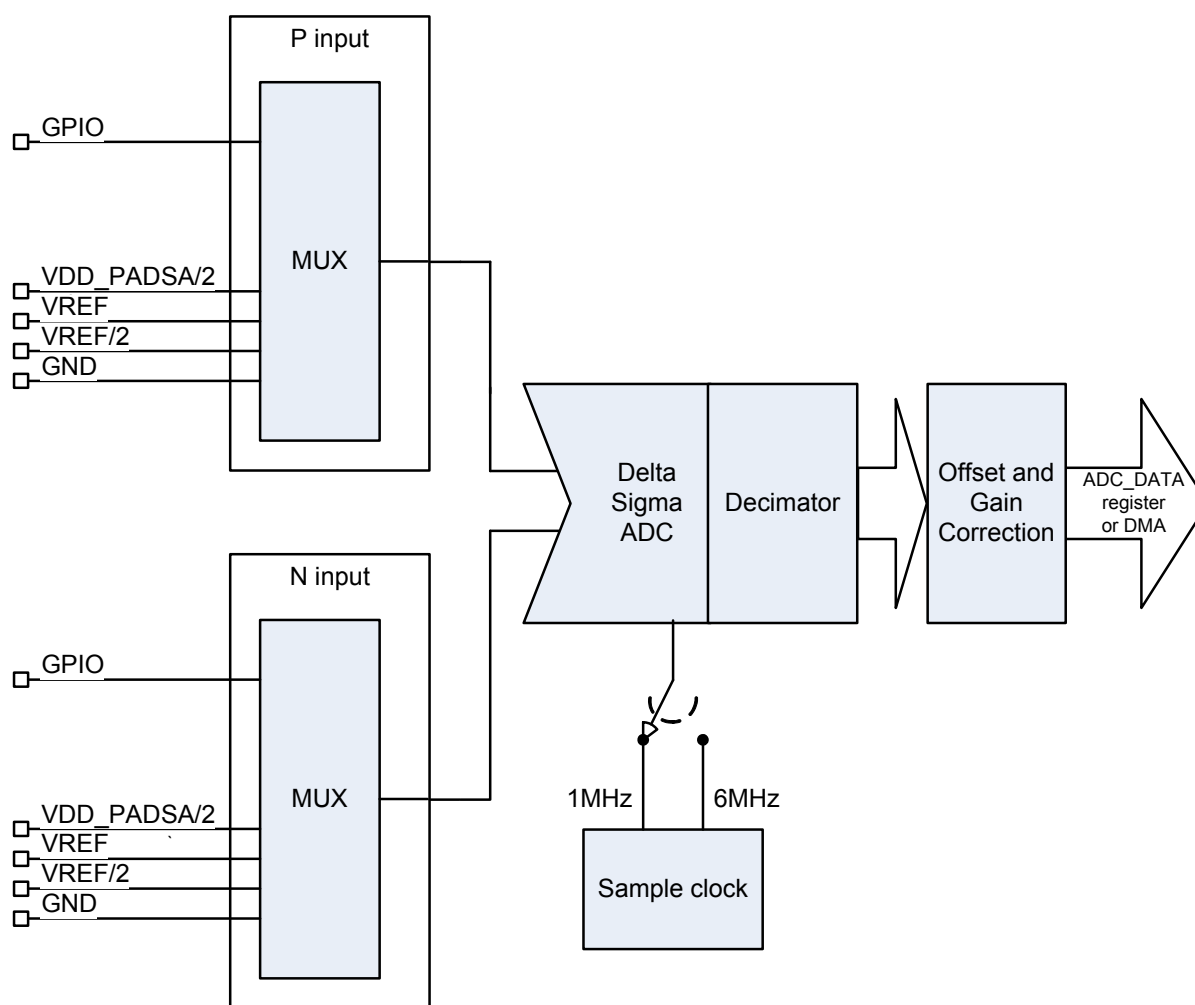 P input
GPIO
MUX
VDD_PADSA/2
VREF
VREF/2
GND
Delta
Sigma
ADC
Decimator
Offset and
Gain
Correction
ADC_DATA
register
or DMA
N input
GPIO
MUX
VDD_PADSA/2
VREF
VREF/2
GND
1MHz
6MHz
Sample clock